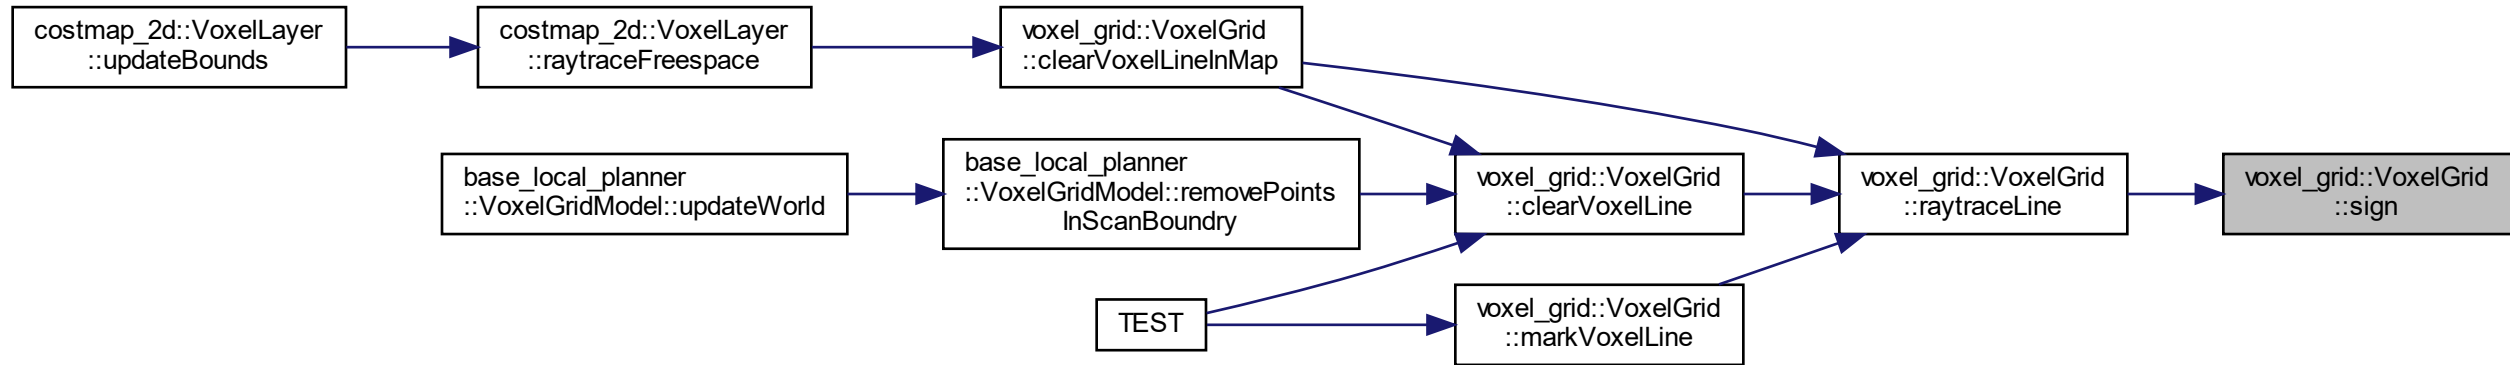 costmap_2d::VoxelLayer
::updateBounds
costmap_2d::VoxelLayer
::raytraceFreespace
voxel_grid::VoxelGrid
::clearVoxelLineInMap
base_local_planner
::VoxelGridModel::updateWorld
base_local_planner
::VoxelGridModel::removePoints
InScanBoundry
voxel_grid::VoxelGrid
::clearVoxelLine
voxel_grid::VoxelGrid
::raytraceLine
voxel_grid::VoxelGrid
::sign
TEST
voxel_grid::VoxelGrid
::markVoxelLine